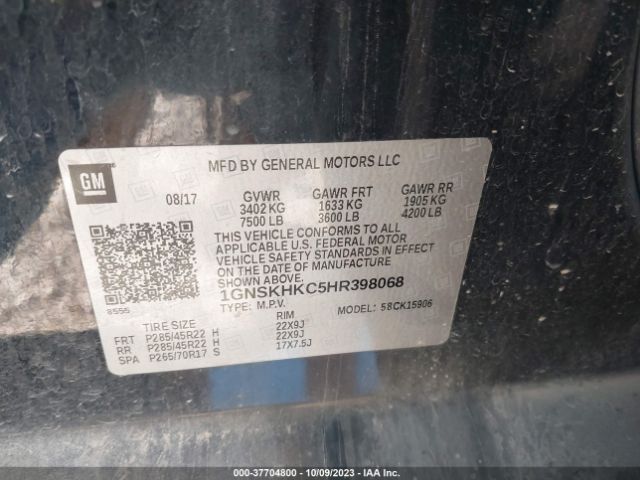 GM
MFD BY GENERAL MOTORS LLC
08/17 GVWR GAWR FRT GAWR RR
3402 KG 1633 KG 1905 KG
7500 LB 3600 LB 4200 LB
THIS VEHICLE CONFORMS TO ALL
APPLICABLE U.S. FEDERAL MOTOR
VEHICLE SAFETY STANDARDS IN EFFECT
ON THE DATE OF MANUFACTURE
1GNSKHKC5HR398068
8555
TYPE: M.P.V. MODEL: 58CK15906
TIRE SIZE RIM
FRT P285/45R22 H 22X9J
RR P285/45R22 H 22X9J
SPA P265/70R17 S 17X7.5J
000-37704800 - 10/09/2023 - IAA Inc.